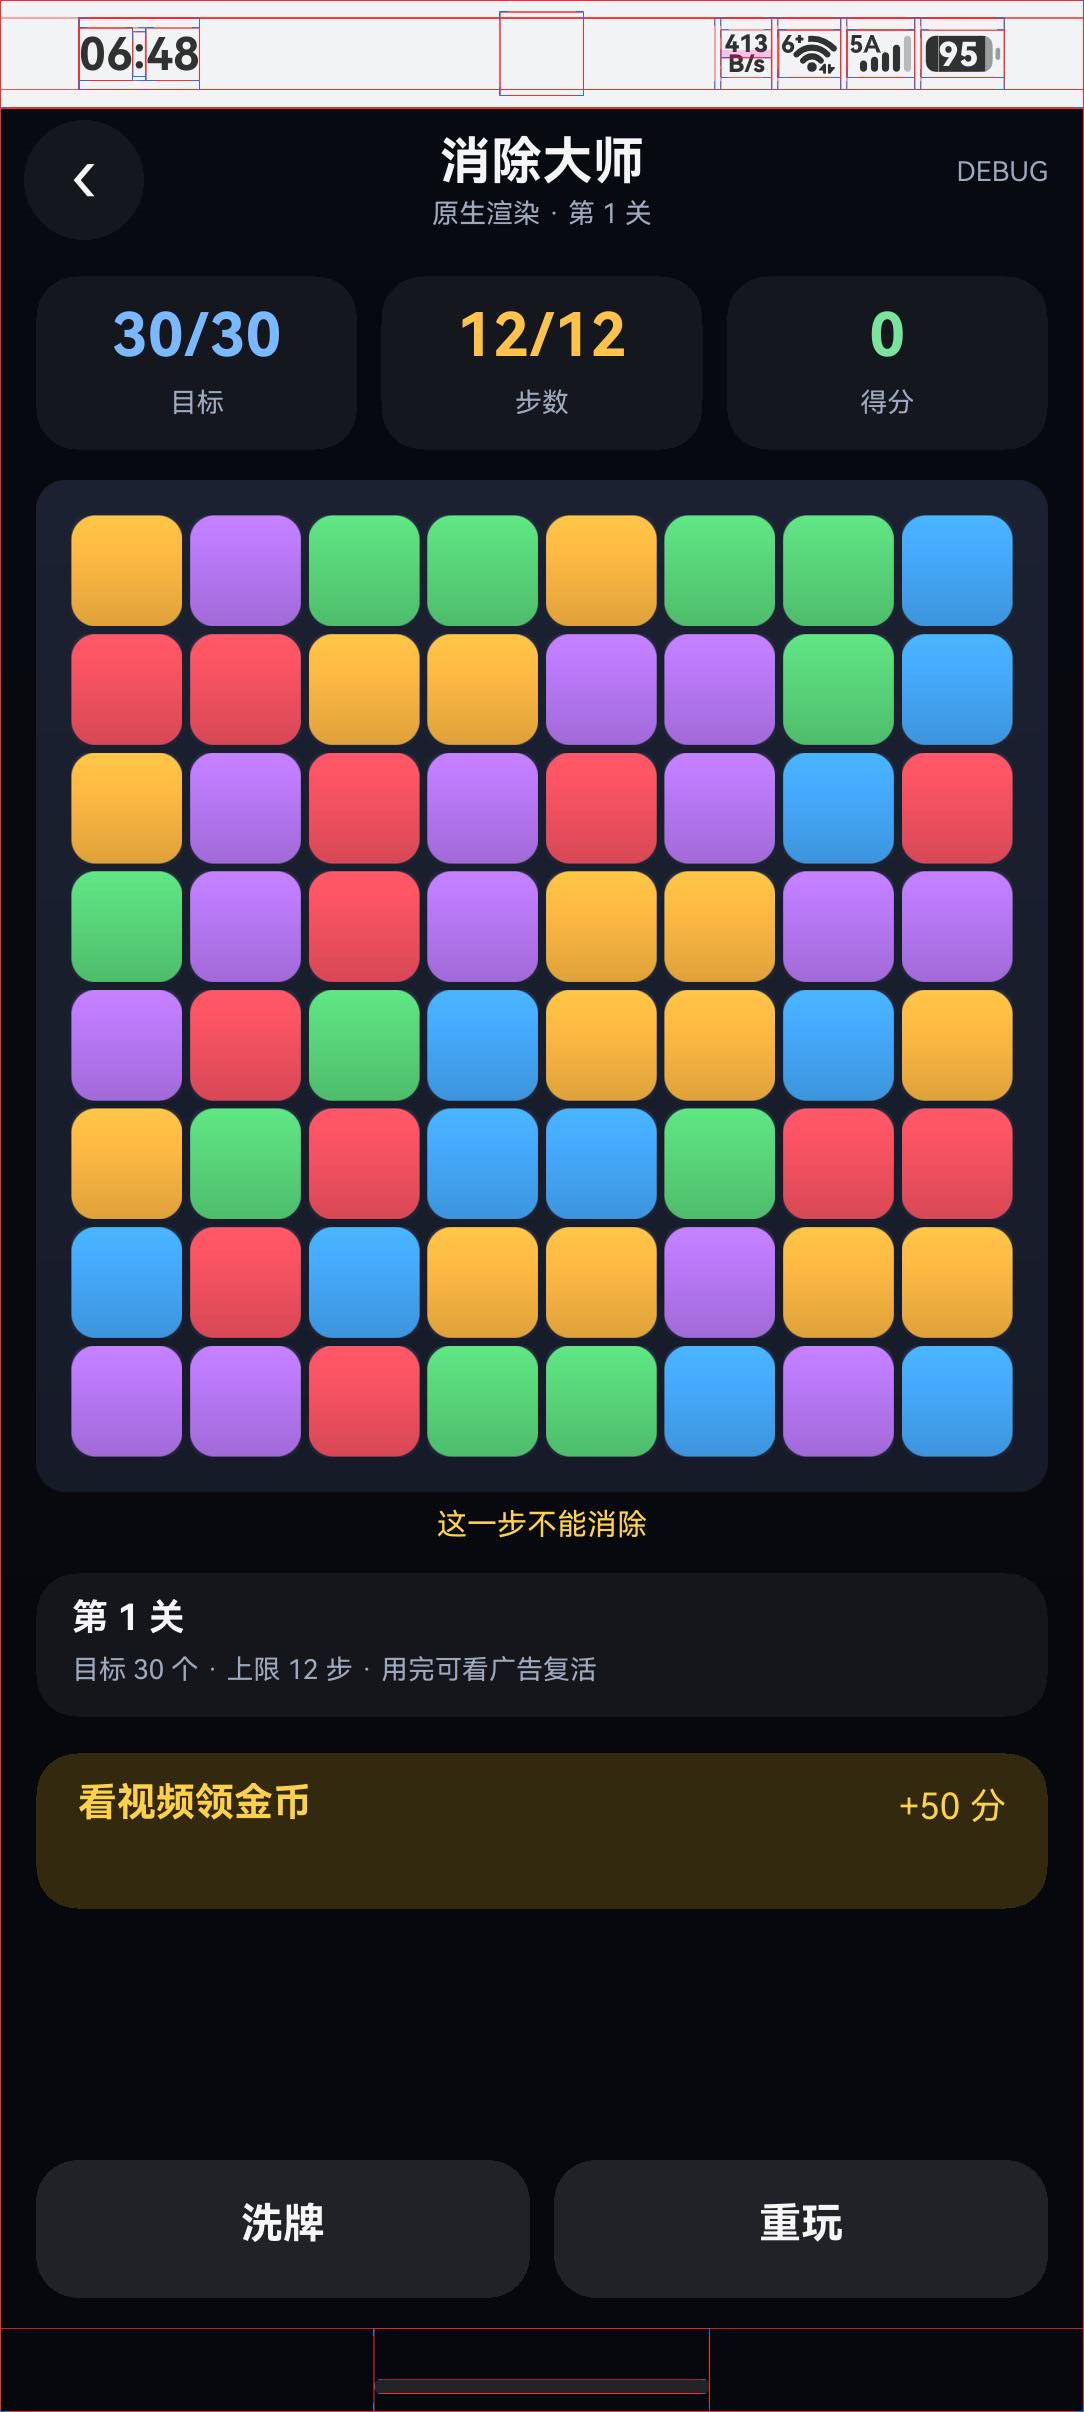 06:48
413 B/s
6+
5A
95
‹
消除大师
DEBUG
原生渲染 · 第 1 关
30/30
12/12
0
目标
步数
得分
这一步不能消除
第 1 关
目标 30 个 · 上限 12 步 · 用完可看广告复活
看视频领金币
+50 分
洗牌
重玩